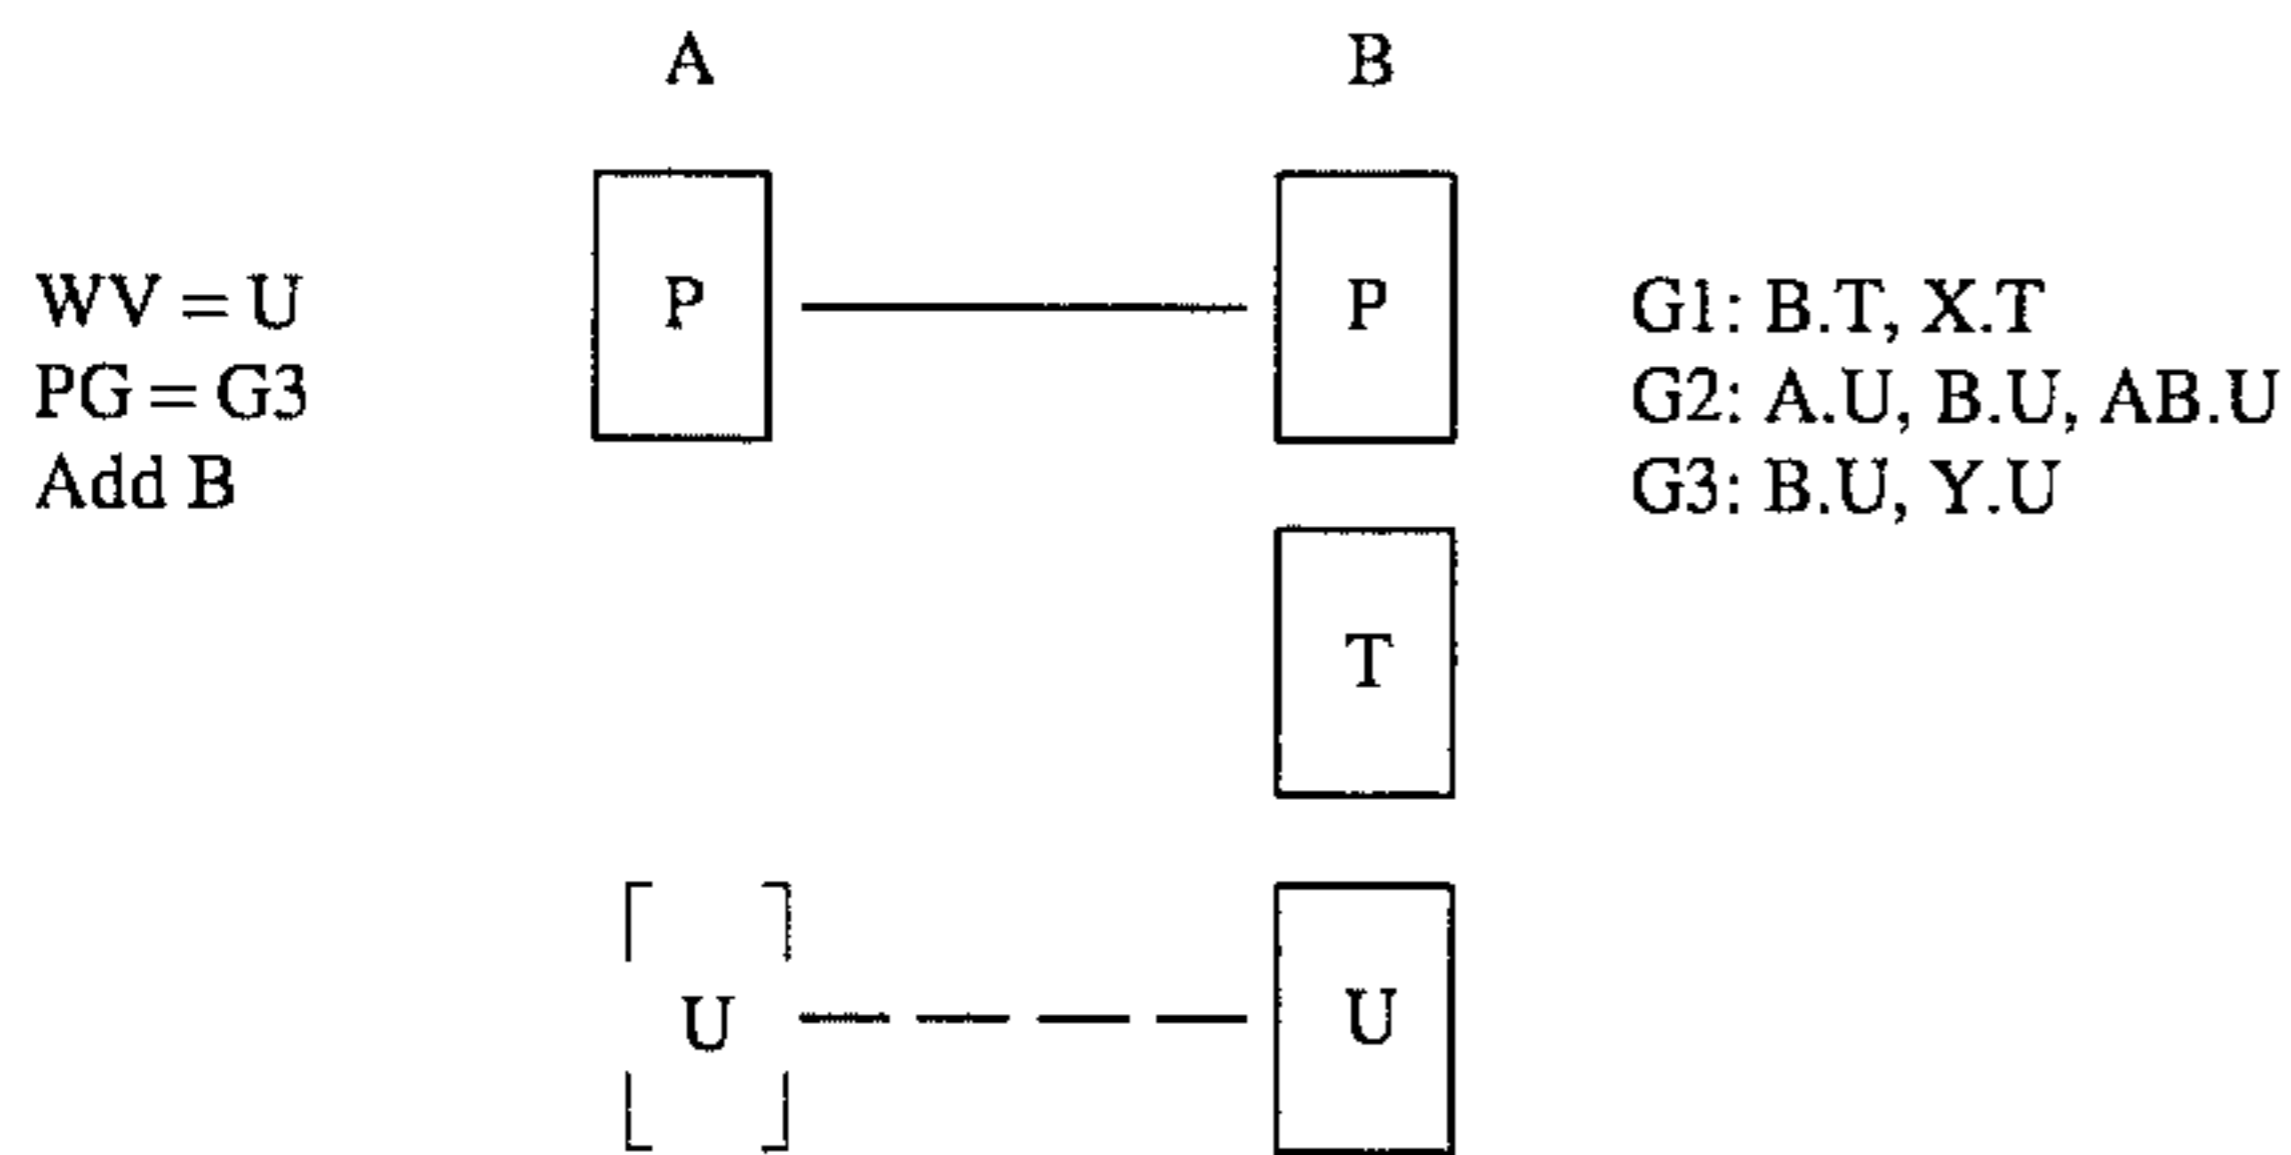 A B
WV = U
PG = G3
Add B
P P
G1: B.T, X.T
G2: A.U, B.U, AB.U
G3: B.U, Y.U
T
U U